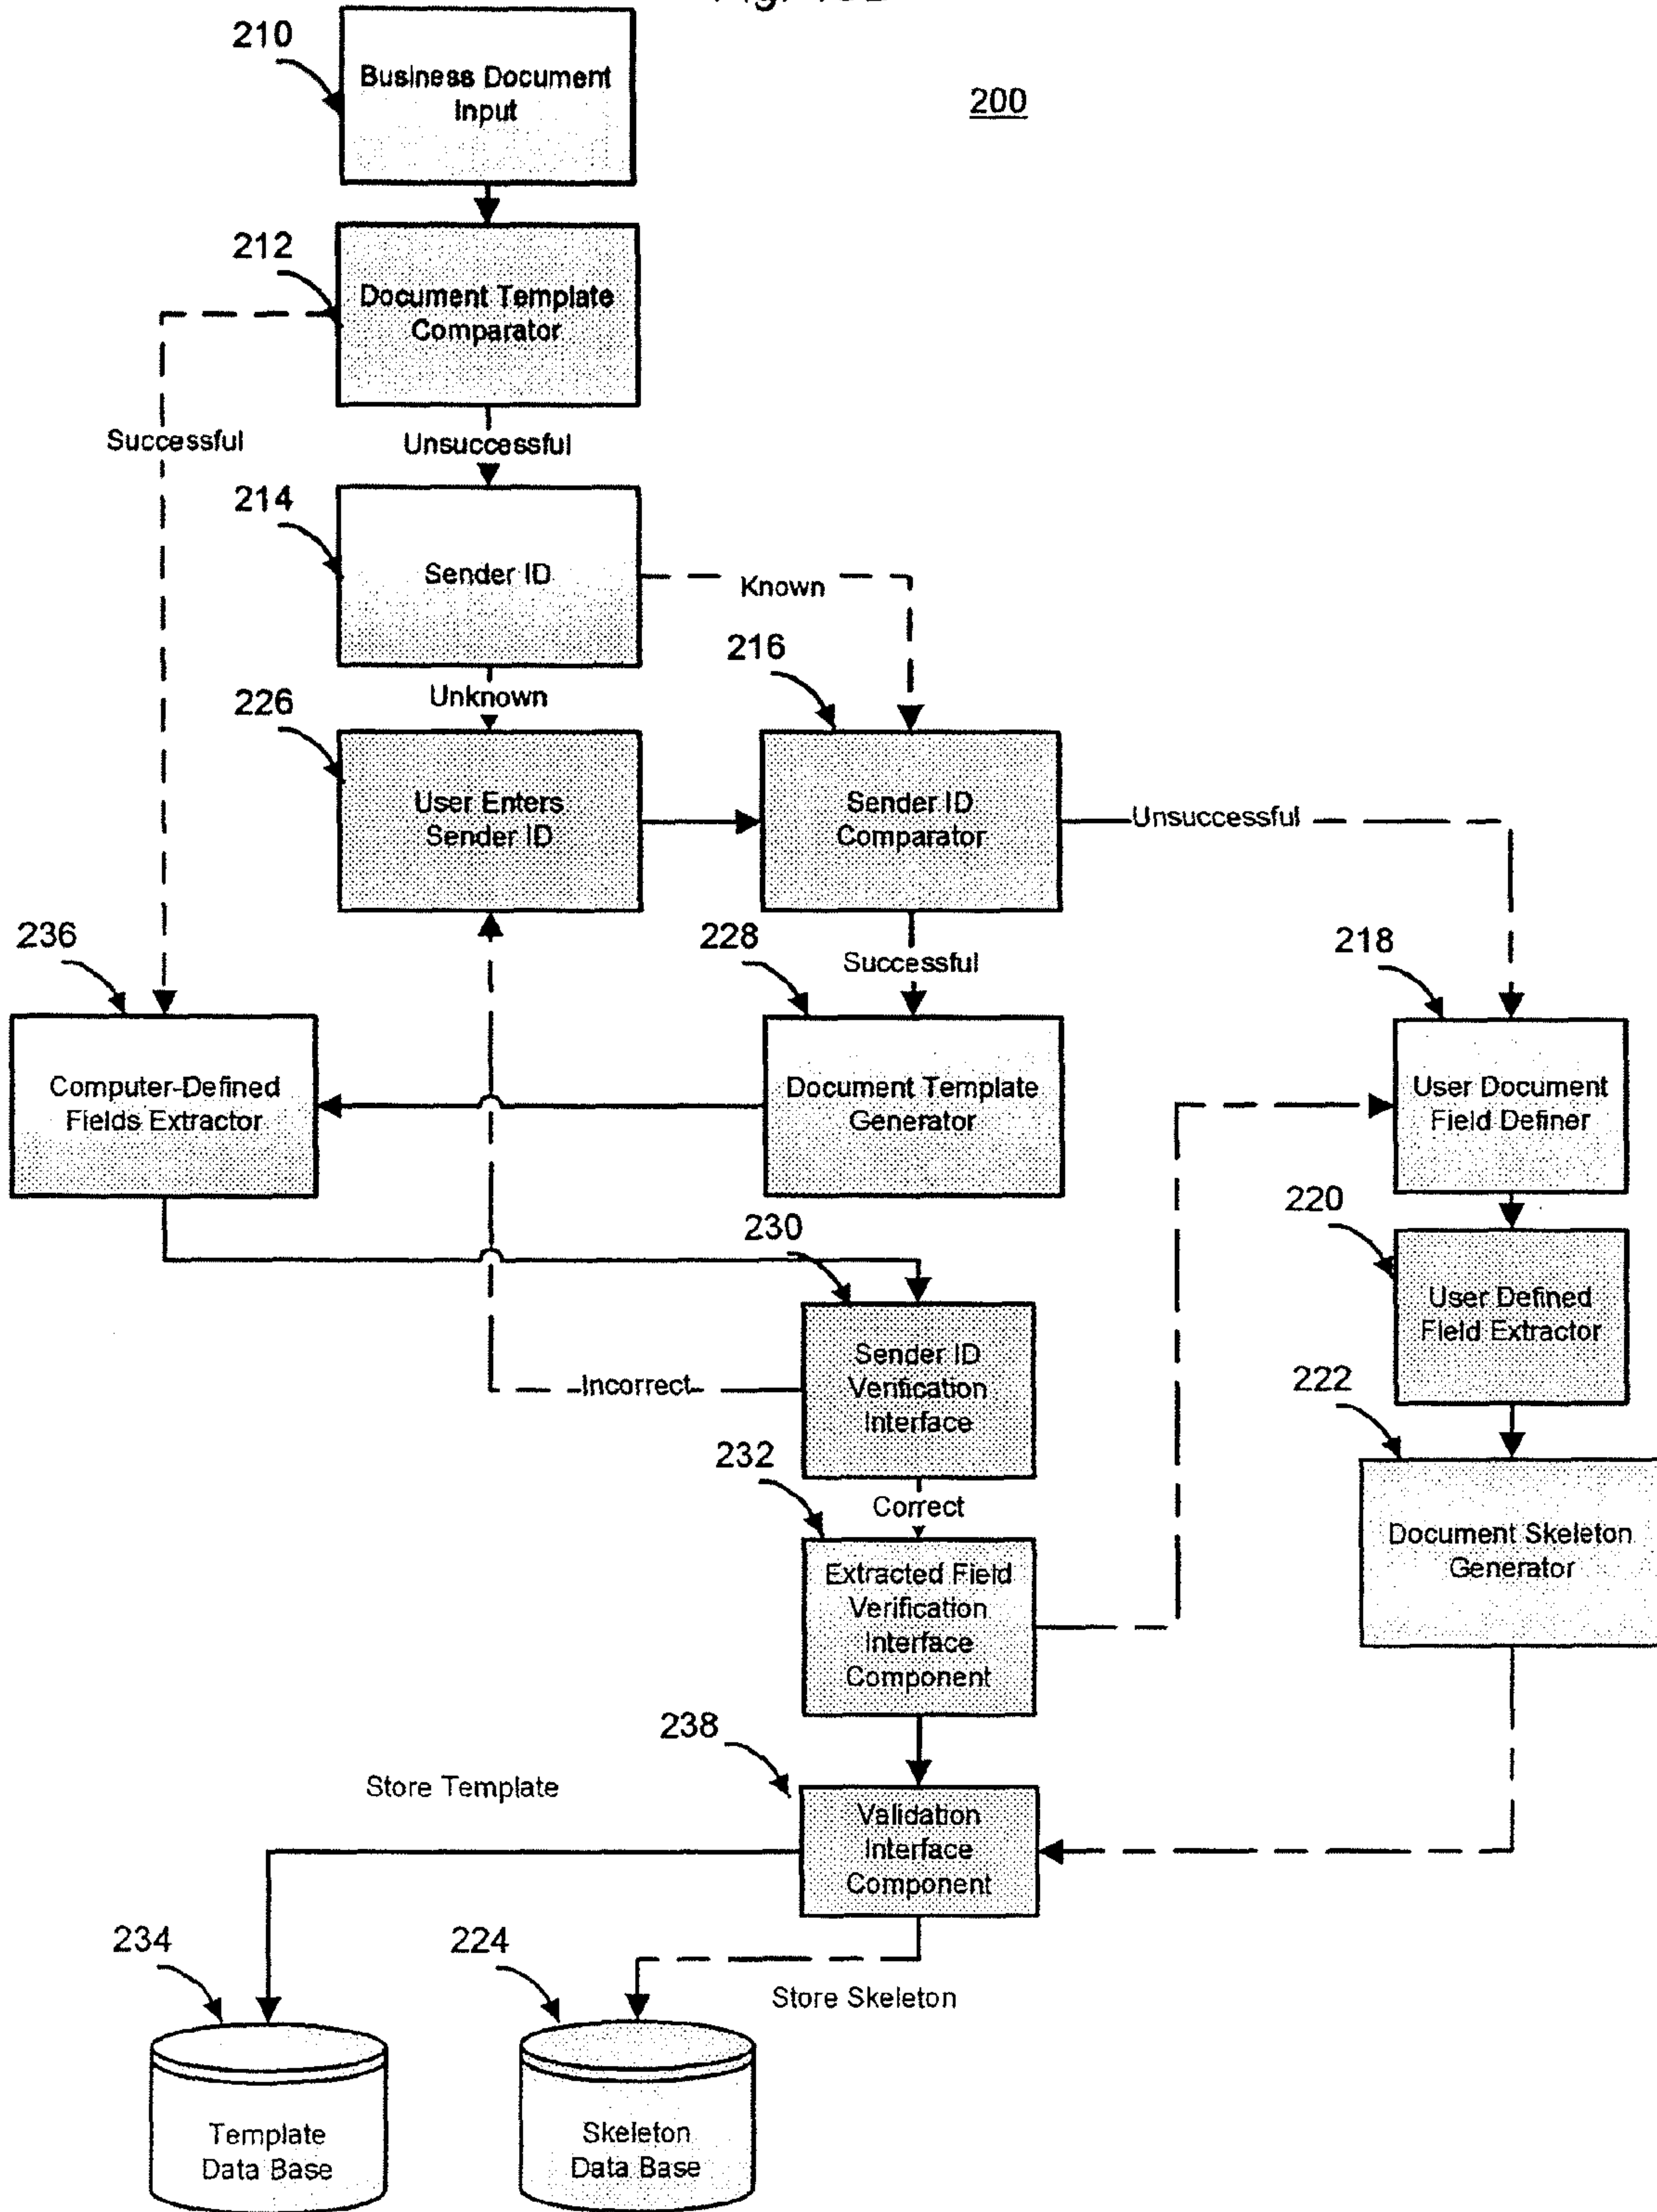 210
Business Document
Input
200
212
Document Template
Comparator
Successful
Unsuccessful
214
Sender ID
Known
216
Unknown
226
User Enters
Sender ID
Sender ID
Comparator
Unsuccessful
236
228
Successful
218
Computer-Defined
Fields Extractor
Document Template
Generator
User Document
Field Definer
220
230
User Defined
Field Extractor
Sender ID
Verification
Interface
Incorrect
222
232
Correct
Document Skeleton
Generator
Extracted Field
Verification
Interface
Component
238
Store Template
Validation
Interface
Component
234
224
Store Skeleton
Template
Data Base
Skeleton
Data Base